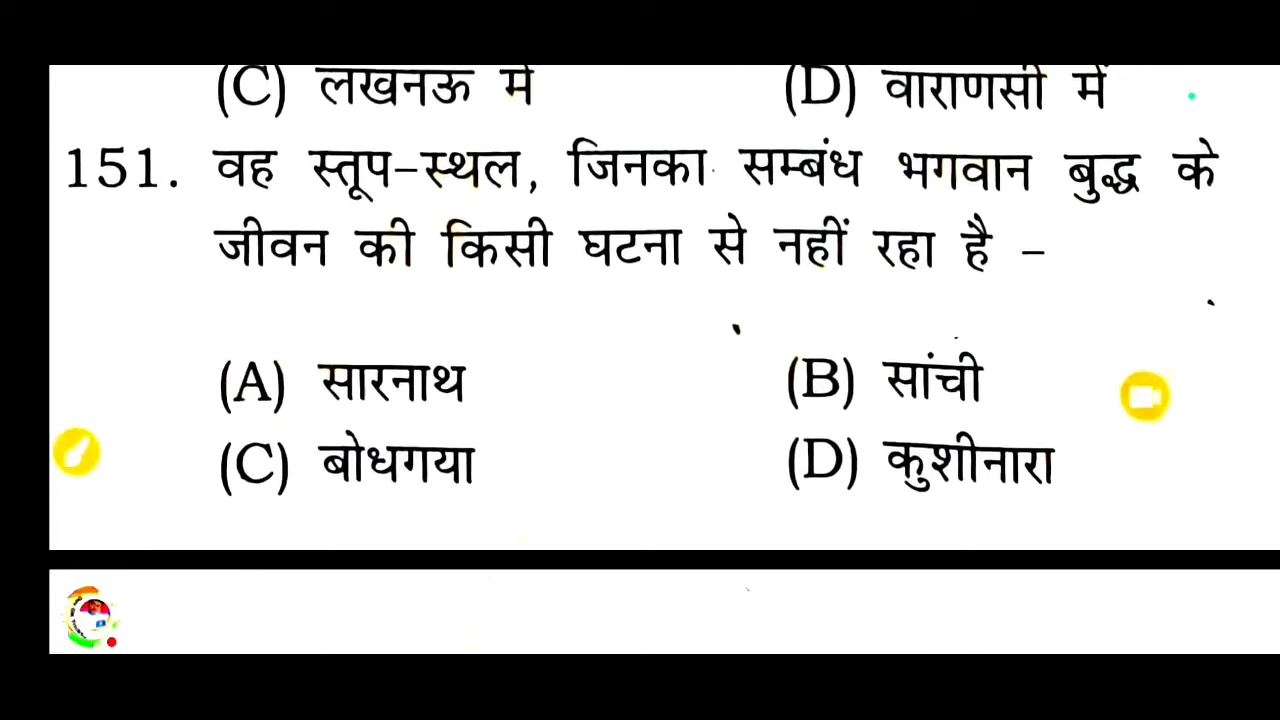 (C) लखनऊ में (D) वाराणसी में
151. वह स्तूप-स्थल, जिनका सम्बंध भगवान बुद्ध के
जीवन की किसी घटना से नहीं रहा है -
(A) सारनाथ (B) सांची
(C) बोधगया (D) कुशीनारा